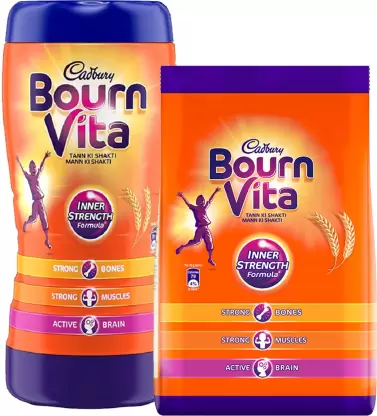 Cadbury
Bourn
Vita
TANN KI SHAKTI
MANN KI SHAKTI
INNER
STRENGTH
Formula
STRONG BONES
STRONG MUSCLES
ACTIVE BRAIN
Cadbury
Bourn
Vita
TANN KI SHAKTI
MANN KI SHAKTI
INNER
STRENGTH
Formula
STRONG BONES
STRONG MUSCLES
ACTIVE BRAIN